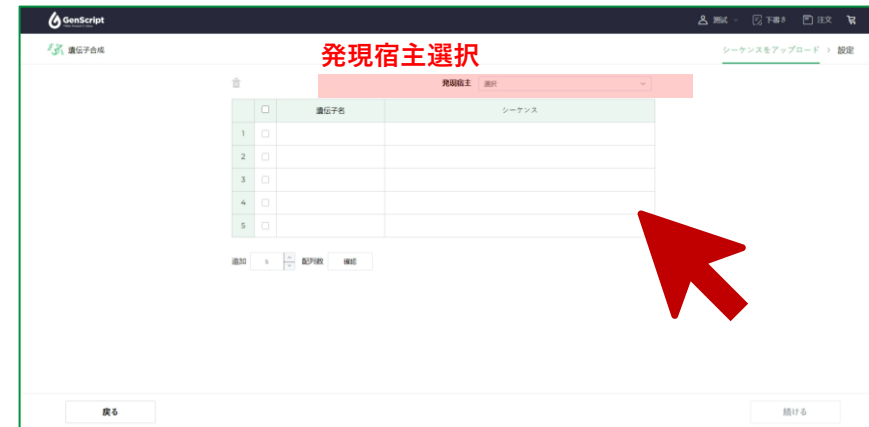 GenScript
測試
下書き
注文
遺伝子合成
発現宿主選択
シーケンスをアップロード > 設定
発現宿主 選択
遺伝子名 シーケンス
1
2
3
4
5
追加 5 配列数 確認
戻る
続ける